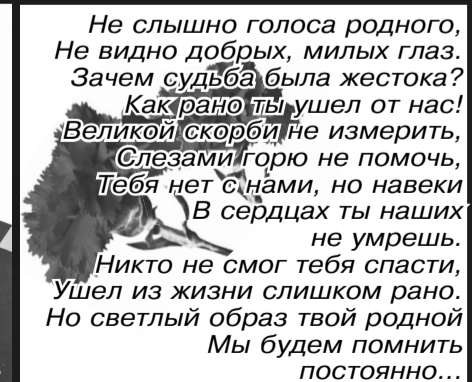 Не слышно голоса родного,
Не видно добрых, милых глаз.
Зачем судьба была жестока?
Как рано ты ушел от нас!
Великой скорби не измерить,
Слезами горю не помочь,
Тебя нет с нами, но навеки
В сердцах ты наших
не умрешь.
Никто не смог тебя спасти,
Ушел из жизни слишком рано.
Но светлый образ твой родной
Мы будем помнить
постоянно...